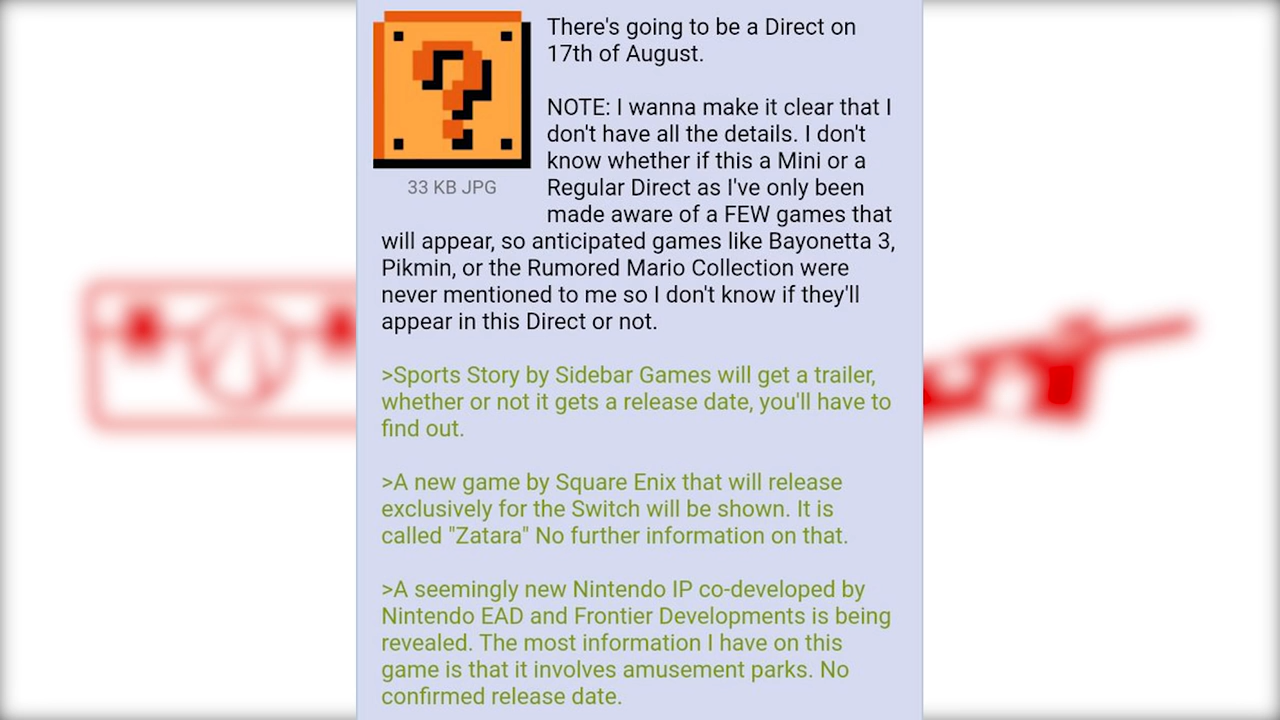 There's going to be a Direct on
17th of August.
NOTE: I wanna make it clear that I
don't have all the details. I don't
know whether if this a Mini or a
Regular Direct as I've only been
made aware of a FEW games that
33 KB JPG
will appear, so anticipated games like Bayonetta 3,
Pikmin, or the Rumored Mario Collection were
never mentioned to me so I don't know if they'll
appear in this Direct or not.
>Sports Story by Sidebar Games will get a trailer,
whether or not it gets a release date, you'll have to
find out.
>A new game by Square Enix that will release
exclusively for the Switch will be shown. It is
called "Zatara" No further information on that.
>A seemingly new Nintendo IP co-developed by
Nintendo EAD and Frontier Developments is being
revealed. The most information I have on this
game is that it involves amusement parks. No
confirmed release date.